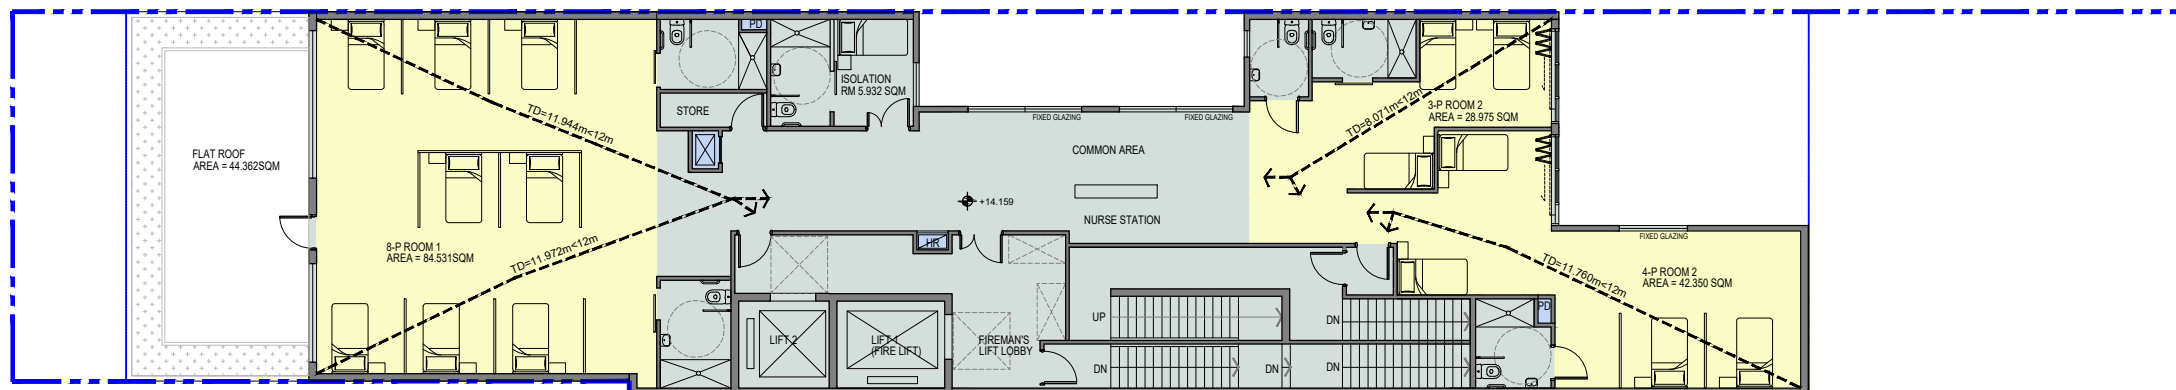 PD
ISOLATION
RM 5.932 SQM
STORE
TD=11.944m<12m
FLAT ROOF
AREA = 44.362SQM
8-P ROOM 1
AREA = 84.531SQM
TD=11.972m<12m
FIXED GLAZING
FIXED GLAZING
COMMON AREA
+14.159
NURSE STATION
HR
TD=8.071m<12m
3-P ROOM 2
AREA = 28.975 SQM
FIXED GLAZING
4-P ROOM 2
AREA = 42.350 SQM
TD=11.760m<12m
PD
LIFT 2
LIFT 1
(FIRE LIFT)
FIREMAN'S
LIFT LOBBY
UP
DN
DN
DN
DN